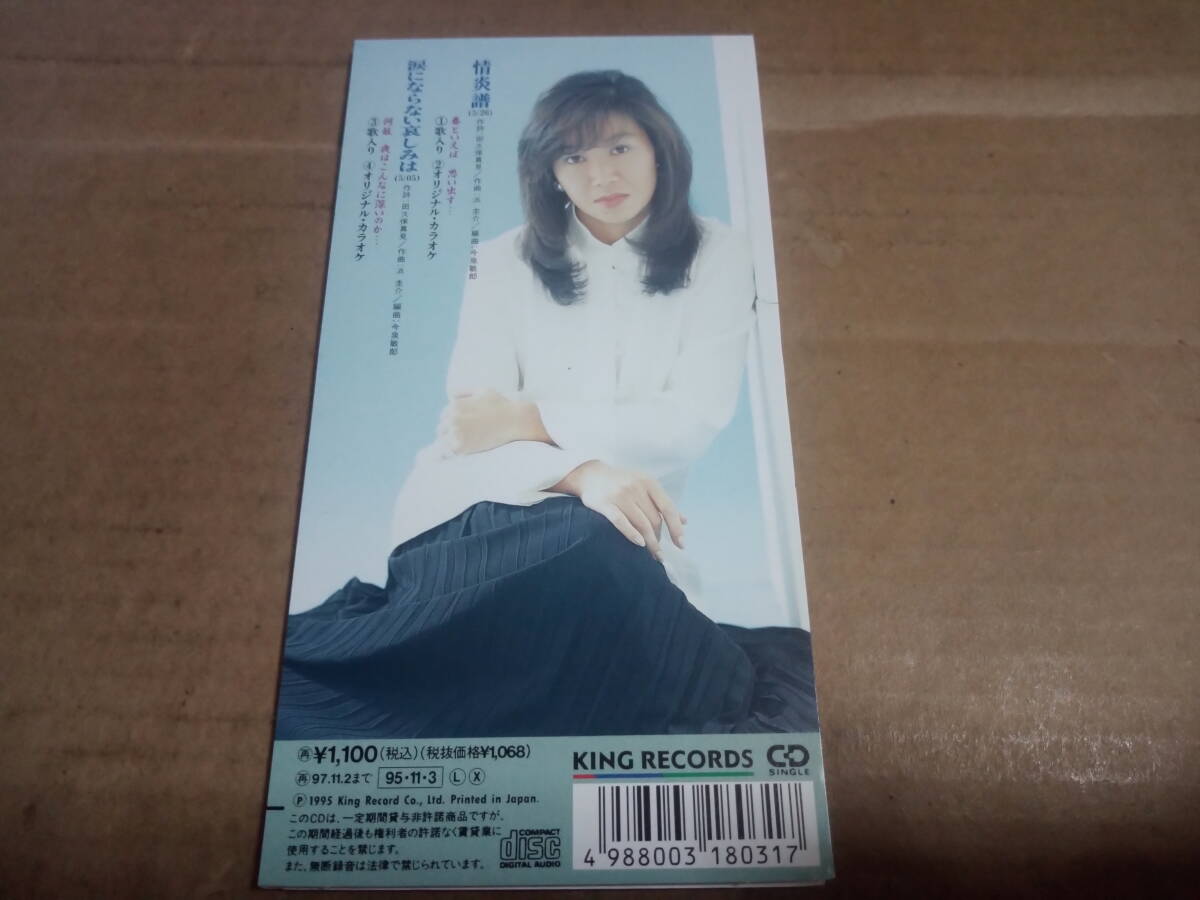 情炎譜 (5/26)
作詩:田久保真見/作曲:浜 圭介/編曲:今泉敏郎
春といえば 思い出す…
①歌入り ②オリジナル・カラオケ
涙にならない哀しみは (5/05)
作詩:田久保真見/作曲:浜 圭介/編曲:今泉敏郎
何故 夜はこんなに深いのか…
③歌入り ④オリジナル・カラオケ
再¥1,100(税込)(税抜価格¥1,068)
再97.11.2まで 95・11・3 Ⓛ Ⓧ
Ⓟ 1995 King Record Co., Ltd. Printed in Japan.
このCDは、一定期間貸与非許諾商品ですが、
この期間経過後も権利者の許諾なく賃貸業に
使用することを禁じます。
また、無断録音は法律で禁じられています。
COMPACT
disc
DIGITAL AUDIO
KING RECORDS
CD
SINGLE
4 988003 180317